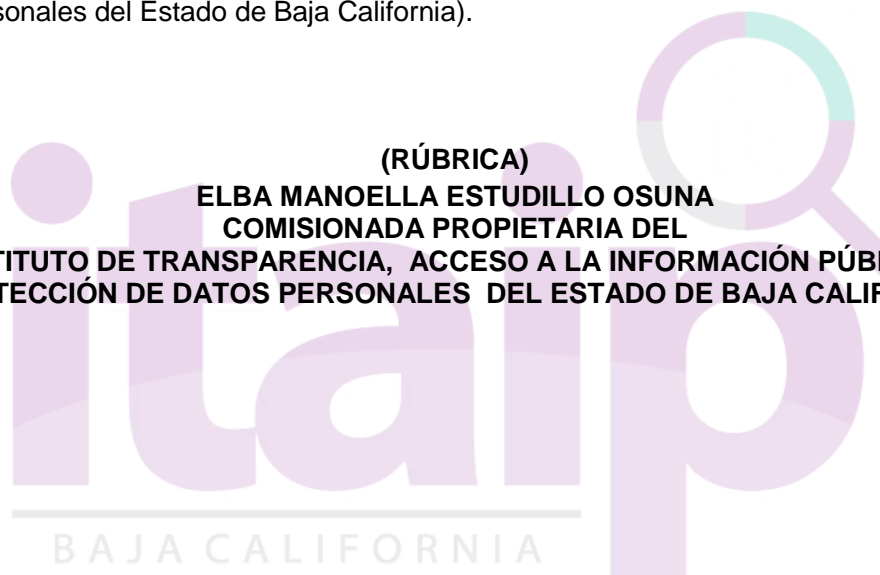 sonales del Estado de Baja California).
(RÚBRICA)
ELBA MANOELLA ESTUDILLO OSUNA
COMISIONADA PROPIETARIA DEL
TITUTO DE TRANSPARENCIA, ACCESO A LA INFORMACIÓN PÚB
TECCIÓN DE DATOS PERSONALES DEL ESTADO DE BAJA CALIF
itaip
BAJA CALIFORNIA